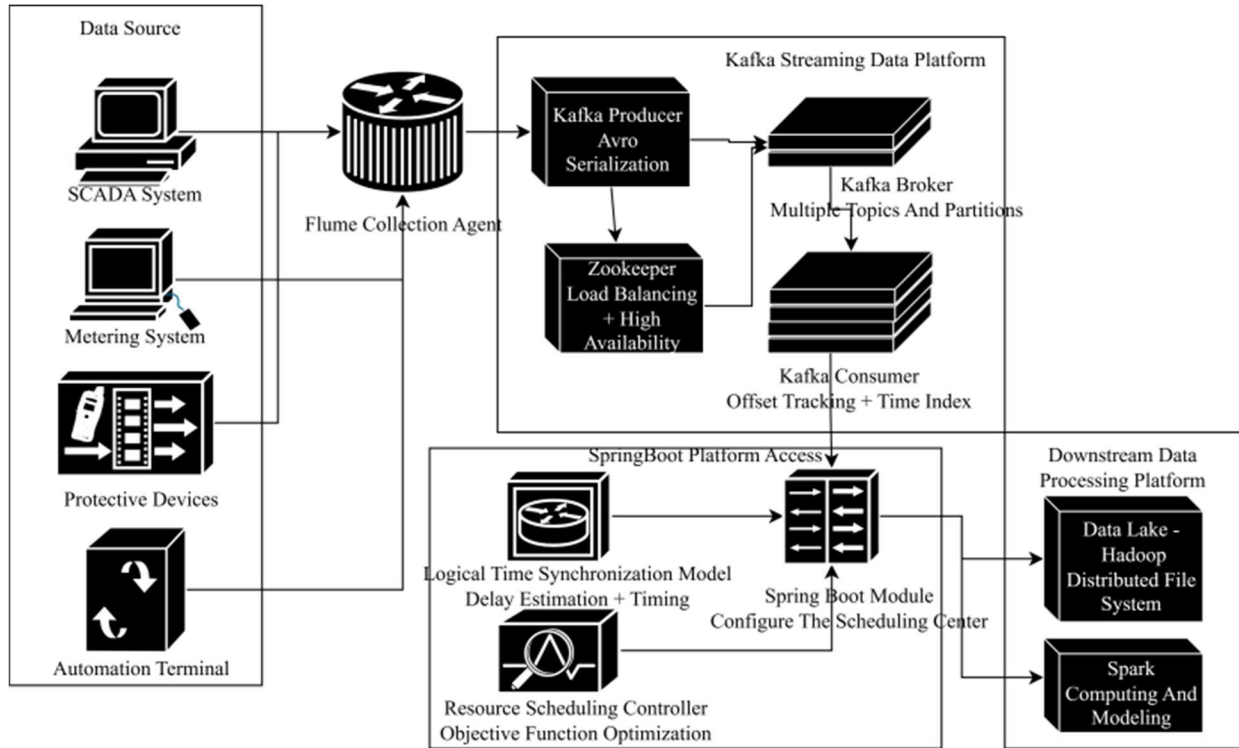 Data Source
SCADA System
Metering System
Protective Devices
Automation Terminal
Flume Collection Agent
Kafka Streaming Data Platform
Kafka Producer
Avro
Serialization
Kafka Broker
Multiple Topics And Partitions
Zookeeper
Load Balancing
+ High
Availability
Kafka Consumer
Offset Tracking + Time Index
SpringBoot Platform Access
Logical Time Synchronization Model
Delay Estimation + Timing
Spring Boot Module
Configure The Scheduling Center
Resource Scheduling Controller
Objective Function Optimization
Downstream Data
Processing Platform
Data Lake -
Hadoop
Distributed File
System
Spark
Computing And
Modeling